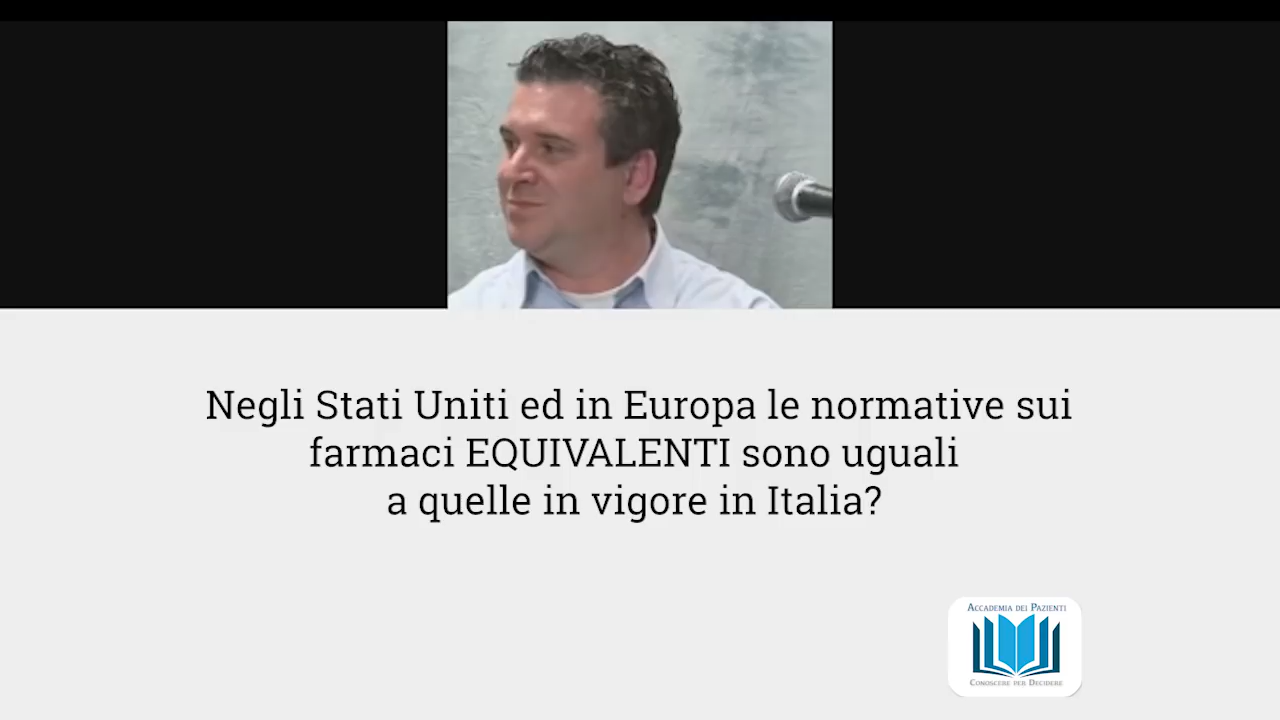 Negli Stati Uniti ed in Europa le normative sui
farmaci EQUIVALENTI sono uguali
a quelle in vigore in Italia?
ACCADEMIA DEI PAZIENTI
CONOSCERE PER DECIDERE